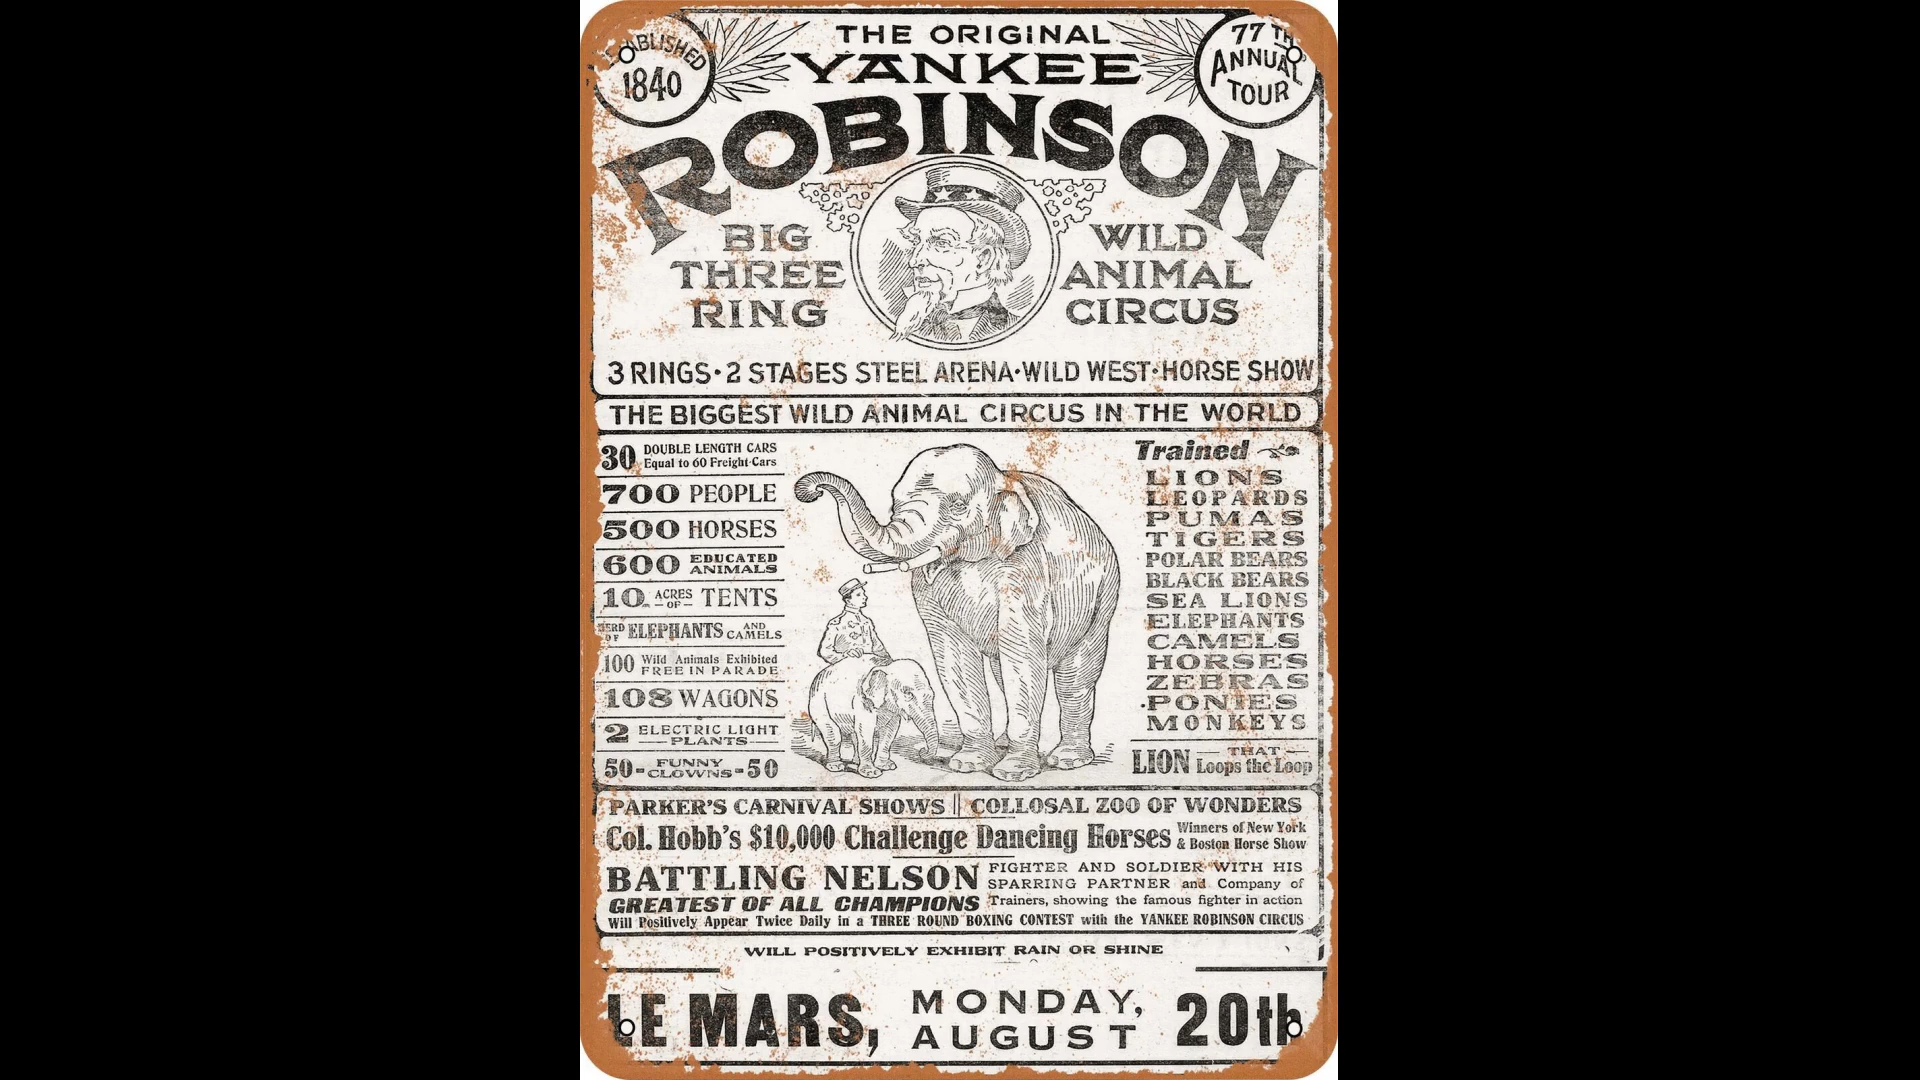 ABLISHED
1840
THE ORIGINAL
YANKEE
ROBINSON
77TH
ANNUAL
TOUR
BIG
THREE
RING
WILD
ANIMAL
CIRCUS
3 RINGS • 2 STAGES STEEL ARENA • WILD WEST • HORSE SHOW
THE BIGGEST WILD ANIMAL CIRCUS IN THE WORLD
30 DOUBLE LENGTH CARS
Equal to 60 Freight Cars
700 PEOPLE
500 HORSES
600 EDUCATED
ANIMALS
10 ACRES
OF TENTS
HERD
OF ELEPHANTS AND
CAMELS
100 Wild Animals Exhibited
FREE IN PARADE
108 WAGONS
2 ELECTRIC LIGHT
PLANTS
50-FUNNY
CLOWNS-50
Trained
LIONS
LEOPARDS
PUMAS
TIGERS
POLAR BEARS
BLACK BEARS
SEA LIONS
ELEPHANTS
CAMELS
HORSES
ZEBRAS
PONIES
MONKEYS
LION THAT
Loops the Loop
PARKER'S CARNIVAL SHOWS || COLLOSAL ZOO OF WONDERS
Col. Hobb's $10,000 Challenge Dancing Horses Winners of New York
& Boston Horse Show
BATTLING NELSON
GREATEST OF ALL CHAMPIONS
FIGHTER AND SOLDIER WITH HIS
SPARRING PARTNER and Company of
Trainers, showing the famous fighter in action
Will Positively Appear Twice Daily in a THREE ROUND BOXING CONTEST with the YANKEE ROBINSON CIRCUS
WILL POSITIVELY EXHIBIT RAIN OR SHINE
LE MARS, MONDAY,
AUGUST 20th